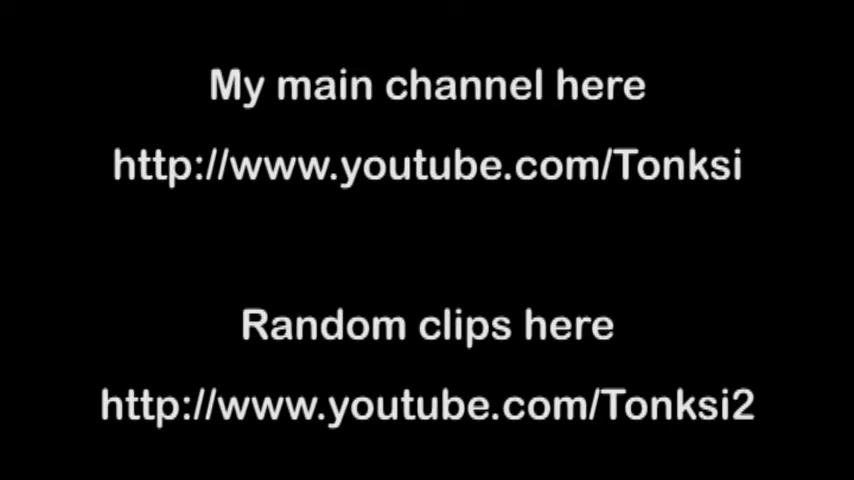 My main channel here
http://www.youtube.com/Tonksi
Random clips here
http://www.youtube.com/Tonksi2